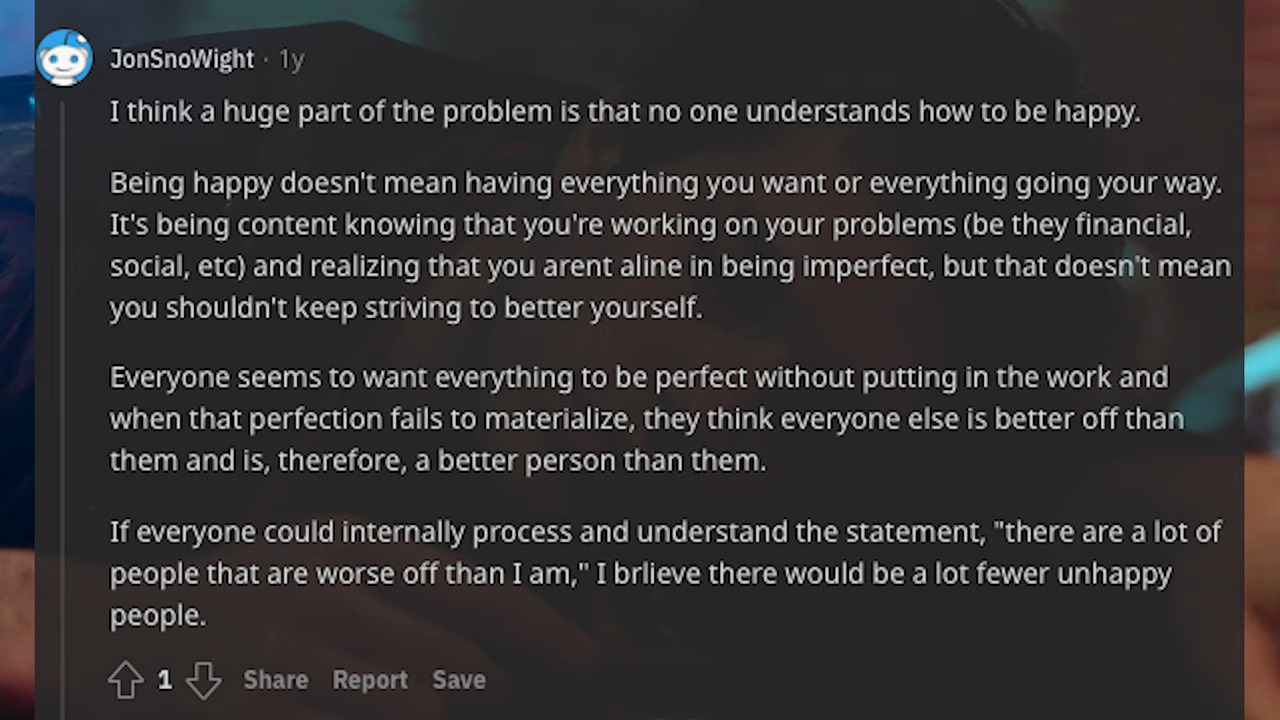 JonSnoWight · 1y
I think a huge part of the problem is that no one understands how to be happy.
Being happy doesn't mean having everything you want or everything going your way.
It's being content knowing that you're working on your problems (be they financial,
social, etc) and realizing that you arent aline in being imperfect, but that doesn't mean
you shouldn't keep striving to better yourself.
Everyone seems to want everything to be perfect without putting in the work and
when that perfection fails to materialize, they think everyone else is better off than
them and is, therefore, a better person than them.
If everyone could internally process and understand the statement, "there are a lot of
people that are worse off than I am," I brlieve there would be a lot fewer unhappy
people.
1 Share Report Save